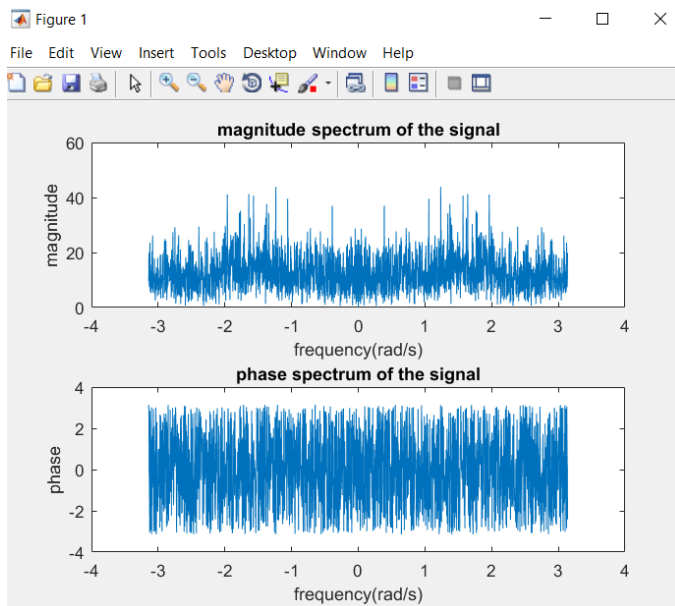 Figure 1
File Edit View Insert Tools Desktop Window Help
magnitude spectrum of the signal
60
40
20
0
magnitude
-4 -3 -2 -1 0 1 2 3 4
frequency(rad/s)
phase spectrum of the signal
4
2
0
-2
-4
phase
-4 -3 -2 -1 0 1 2 3 4
frequency(rad/s)